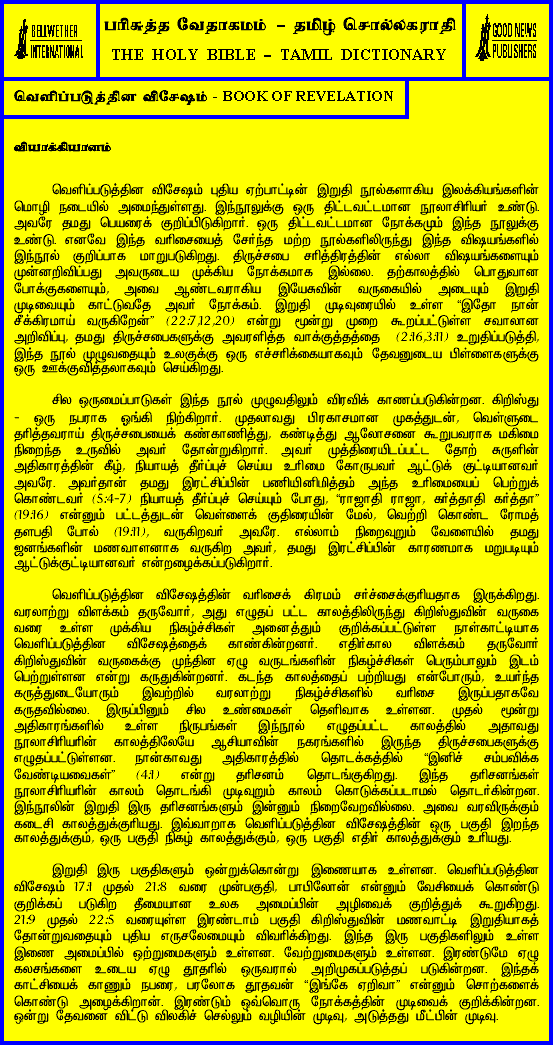 BELLWETHER
INTERNATIONAL
பரிசுத்த வேதாகமம் – தமிழ் சொல்லகராதி
THE HOLY BIBLE – TAMIL DICTIONARY
GOOD NEWS
PUBLISHERS
வெளிப்படுத்தின விசேஷம் - BOOK OF REVELATION
வியாக்கியானம்
வெளிப்படுத்தின விசேஷம் புதிய ஏற்பாட்டின் இறுதி நூல்களாகிய இலக்கியங்களின்
மொழி நடையில் அமைந்துள்ளது. இந்நூலுக்கு ஒரு திட்டவட்டமான நூலாசிரியர் உண்டு.
அவரே தமது பெயரைக் குறிப்பிடுகிறார். ஒரு திட்டவட்டமான நோக்கமும் இந்த நூலுக்கு
உண்டு. எனவே இந்த வரிசையைத் சேர்ந்த மற்ற நூல்களிலிருந்து இந்த விஷயங்களில்
இந்நூல் குறிப்பாக மாறுபடுகிறது. திருச்சபை சரித்திரத்தின் எல்லா விஷயங்களையும்
முன்னறிவிப்பது அவருடைய முக்கிய நோக்கமாக இல்லை. தற்காலத்தில் பொதுவான
போக்குகளையும், அவை ஆண்டவராகிய இயேசுவின் வருகையில் அடையும் இறுதி
முடிவையும் காட்டுவதே அவர் நோக்கம். இறுதி முடிவுரையில் உள்ள “இதோ நான்
சீக்கிரமாய் வருகிறேன்” (22:7,12,20) என்று மூன்று முறை கூறப்பட்டுள்ள சவாலான
அறிவிப்பு, தமது திருச்சபைகளுக்கு அவரளித்த வாக்குத்தத்தை (2:16,3:11) உறுதிப்படுத்தி,
இந்த நூல் முழுவதையும் உலகுக்கு ஒரு எச்சரிக்கையாகவும் தேவனுடைய பிள்ளைகளுக்கு
ஒரு ஊக்குவித்தலாகவும் செய்கிறது.
சில ஒருமைப்பாடுகள் இந்த நூல் முழுவதிலும் விரவிக் காணப்படுகின்றன. கிறிஸ்து
– ஒரு நபராக ஓங்கி நிற்கிறார். முதலாவது பிரகாசமான முகத்துடன், வெள்ளுடை
தரித்தவராய் திருச்சபையைக் கண்காணித்து, கண்டித்து ஆலோசனை கூறுபவராக மகிமை
நிறைந்த உருவில் அவர் தோன்றுகிறார். அவர் முத்திரையிடப்பட்ட தோற் சுருளின்
அதிகாரத்தின் கீழ், நியாயத் தீர்ப்புச் செய்ய உரிமை கோருபவர் ஆட்டுக் குட்டியானவர்
அவரே. அவர்தான் தமது இரட்சிப்பின் பணியினிமித்தம் அந்த உரிமையைப் பெற்றுக்
கொண்டவர் (5:4-7) நியாயத் தீர்ப்புச் செய்யும் போது, “ராஜாதி ராஜா, கர்த்தாதி கர்த்தா”
(19:16) என்னும் பட்டத்துடன் வெள்ளைக் குதிரையின் மேல், வெற்றி கொண்ட ரோமத்
தளபதி போல் (19:11), வருகிறவர் அவரே. எல்லாம் நிறைவுறும் வேளையில் தமது
ஜனங்களின் மணவாளனாக வருகிற அவர், தமது இரட்சிப்பின் காரணமாக மறுபடியும்
ஆட்டுக்குட்டியானவர் என்றழைக்கப்படுகிறார்.
வெளிப்படுத்தின விசேஷத்தின் வரிசைக் கிரமம் சர்ச்சைக்குரியதாக இருக்கிறது.
வரலாற்று விளக்கம் தருவோர், அது எழுதப் பட்ட காலத்திலிருந்து கிறிஸ்துவின் வருகை
வரை உள்ள முக்கிய நிகழ்ச்சிகள் அனைத்தும் குறிக்கப்பட்டுள்ள நாள்காட்டியாக
வெளிப்படுத்தின விசேஷத்தைக் காண்கின்றனர். எதிர்கால விளக்கம் தருவோர்
கிறிஸ்துவின் வருகைக்கு முந்தின ஏழு வருடங்களின் நிகழ்ச்சிகள் பெரும்பாலும் இடம்
பெற்றுள்ளன என்று கருதுகின்றனர். கடந்த காலத்தைப் பற்றியது என்போரும், உயர்ந்த
கருத்துடையோரும் இவற்றில் வரலாற்று நிகழ்ச்சிகளில் வரிசை இருப்பதாகவே
கருதவில்லை. இருப்பினும் சில உண்மைகள் தெளிவாக உள்ளன. முதல் மூன்று
அதிகாரங்களில் உள்ள நிருபங்கள் இந்நூல் எழுதப்பட்ட காலத்தில் அதாவது
நூலாசிரியரின் காலத்திலேயே ஆசியாவின் நகரங்களில் இருந்த திருச்சபைகளுக்கு
எழுதப்பட்டுள்ளன. நான்காவது அதிகாரத்தில் தொடக்கத்தில் “இனிச் சம்பவிக்க
வேண்டியவைகள்” (4:1) என்று தரிசனம் தொடங்குகிறது. இந்த தரிசனங்கள்
நூலாசிரியரின் காலம் தொடங்கி முடிவுறும் காலம் கொடுக்கப்படாமல் தொடர்கின்றன.
இந்நூலின் இறுதி இரு தரிசனங்களும் இன்னும் நிறைவேறவில்லை. அவை வரவிருக்கும்
கடைசி காலத்துக்குரியது. இவ்வாறாக வெளிப்படுத்தின விசேஷத்தின் ஒரு பகுதி இறந்த
காலத்துக்கும், ஒரு பகுதி நிகழ் காலத்துக்கும், ஒரு பகுதி எதிர் காலத்துக்கும் உரியது.
இறுதி இரு பகுதிகளும் ஒன்றுக்கொன்று இணையாக உள்ளன. வெளிப்படுத்தின
விசேஷம் 17:1 முதல் 21:8 வரை முன்பகுதி, பாபிலோன் என்னும் வேசியைக் கொண்டு
குறிக்கப் படுகிற தீமையான உலக அமைப்பின் அழிவைக் குறித்துக் கூறுகிறது.
21:9 முதல் 22:5 வரையுள்ள இரண்டாம் பகுதி கிறிஸ்துவின் மணவாட்டி இறுதியாகத்
தோன்றுவதையும் புதிய எருசலேமையும் விவரிக்கிறது. இந்த இரு பகுதிகளிலும் உள்ள
இணை அமைப்பில் ஒற்றுமைகளும் உள்ளன. வேற்றுமைகளும் உள்ளன. இரண்டுமே ஏழு
கலசங்களை உடைய ஏழு தூதரில் ஒருவரால் அறிமுகப்படுத்தப் படுகின்றன. இந்தக்
காட்சியைக் காணும் நபரை, பரலோக தூதவன் “இங்கே ஏறிவா” என்னும் சொற்களைக்
கொண்டு அழைக்கிறான். இரண்டும் ஒவ்வொரு நோக்கத்தின் முடிவைக் குறிக்கின்றன.
ஒன்று தேவனை விட்டு விலகிச் செல்லும் வழியின் முடிவு, அடுத்தது மீட்பின் முடிவு.